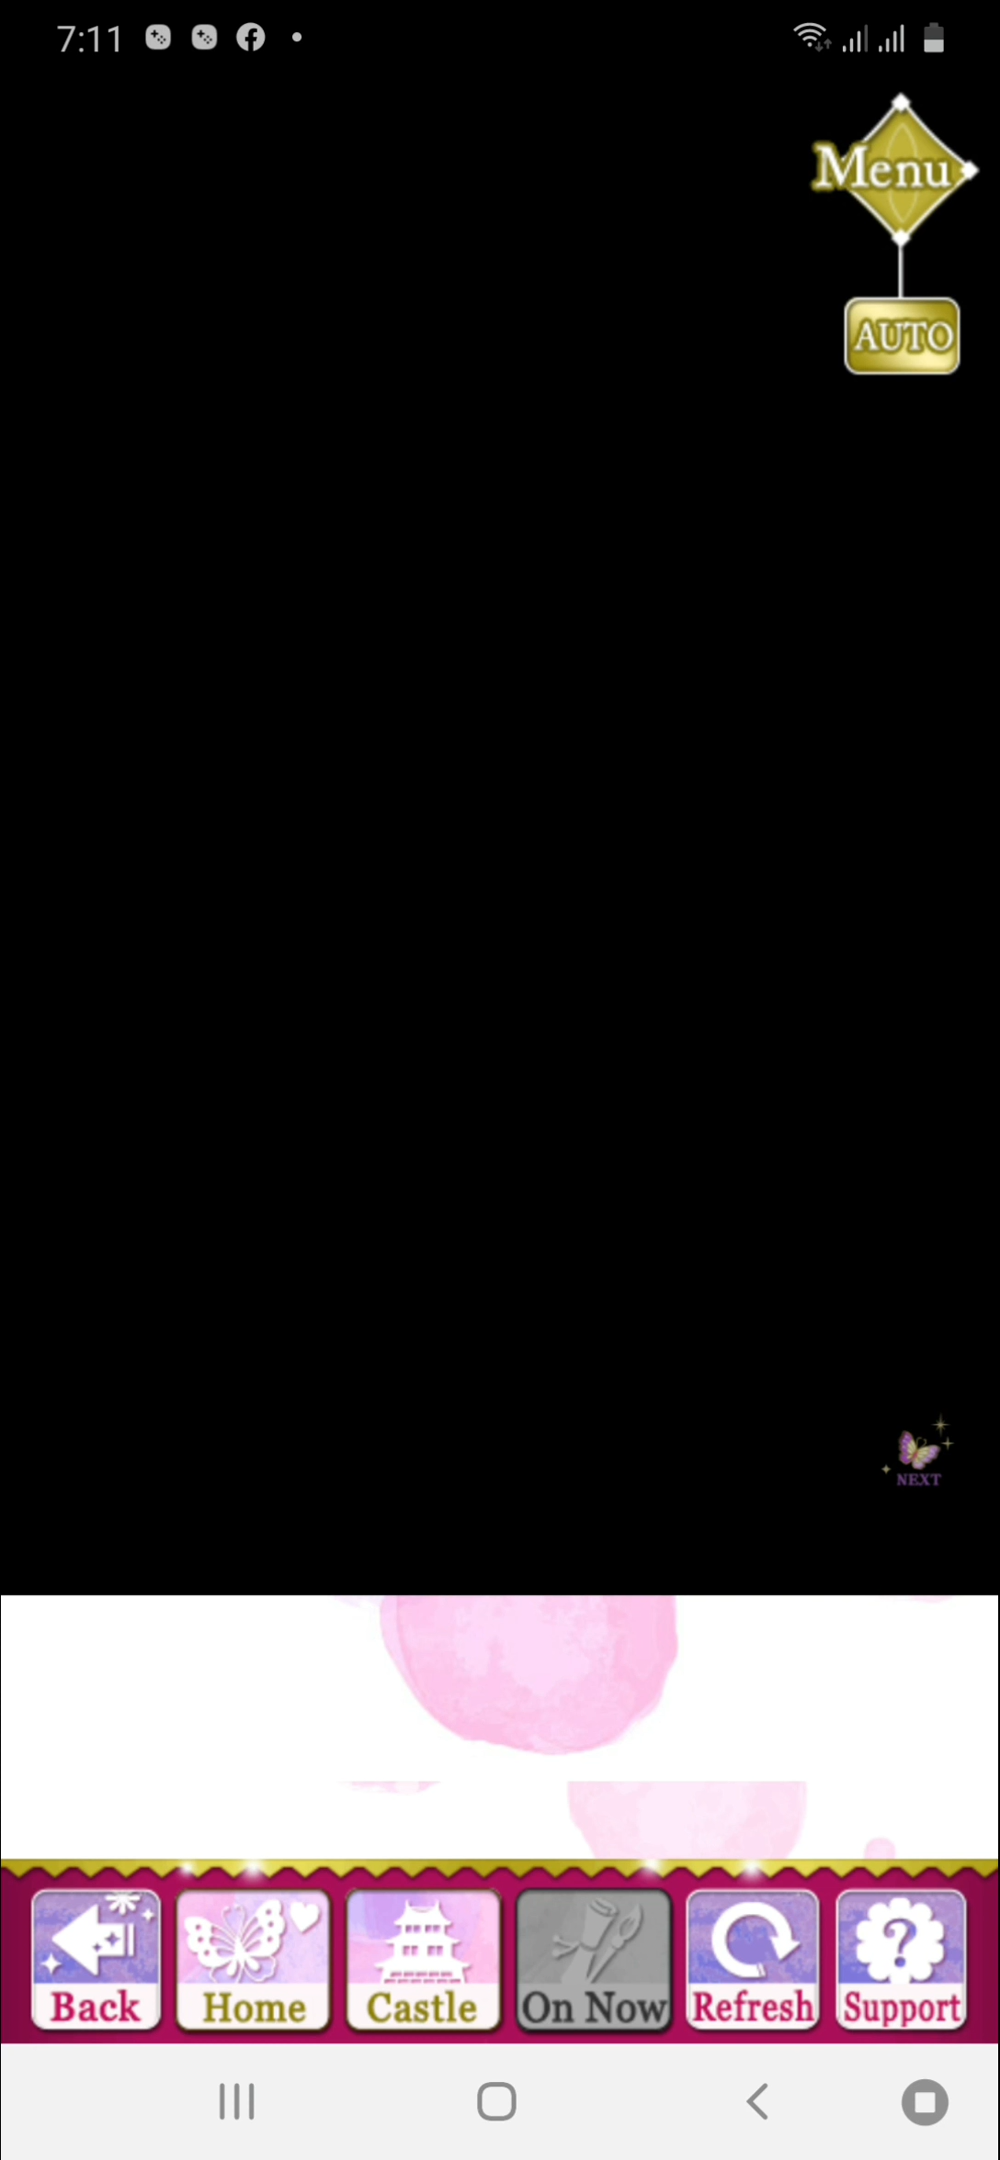 7:11
Menu
AUTO
NEXT
Back
Home
Castle
On Now
Refresh
Support